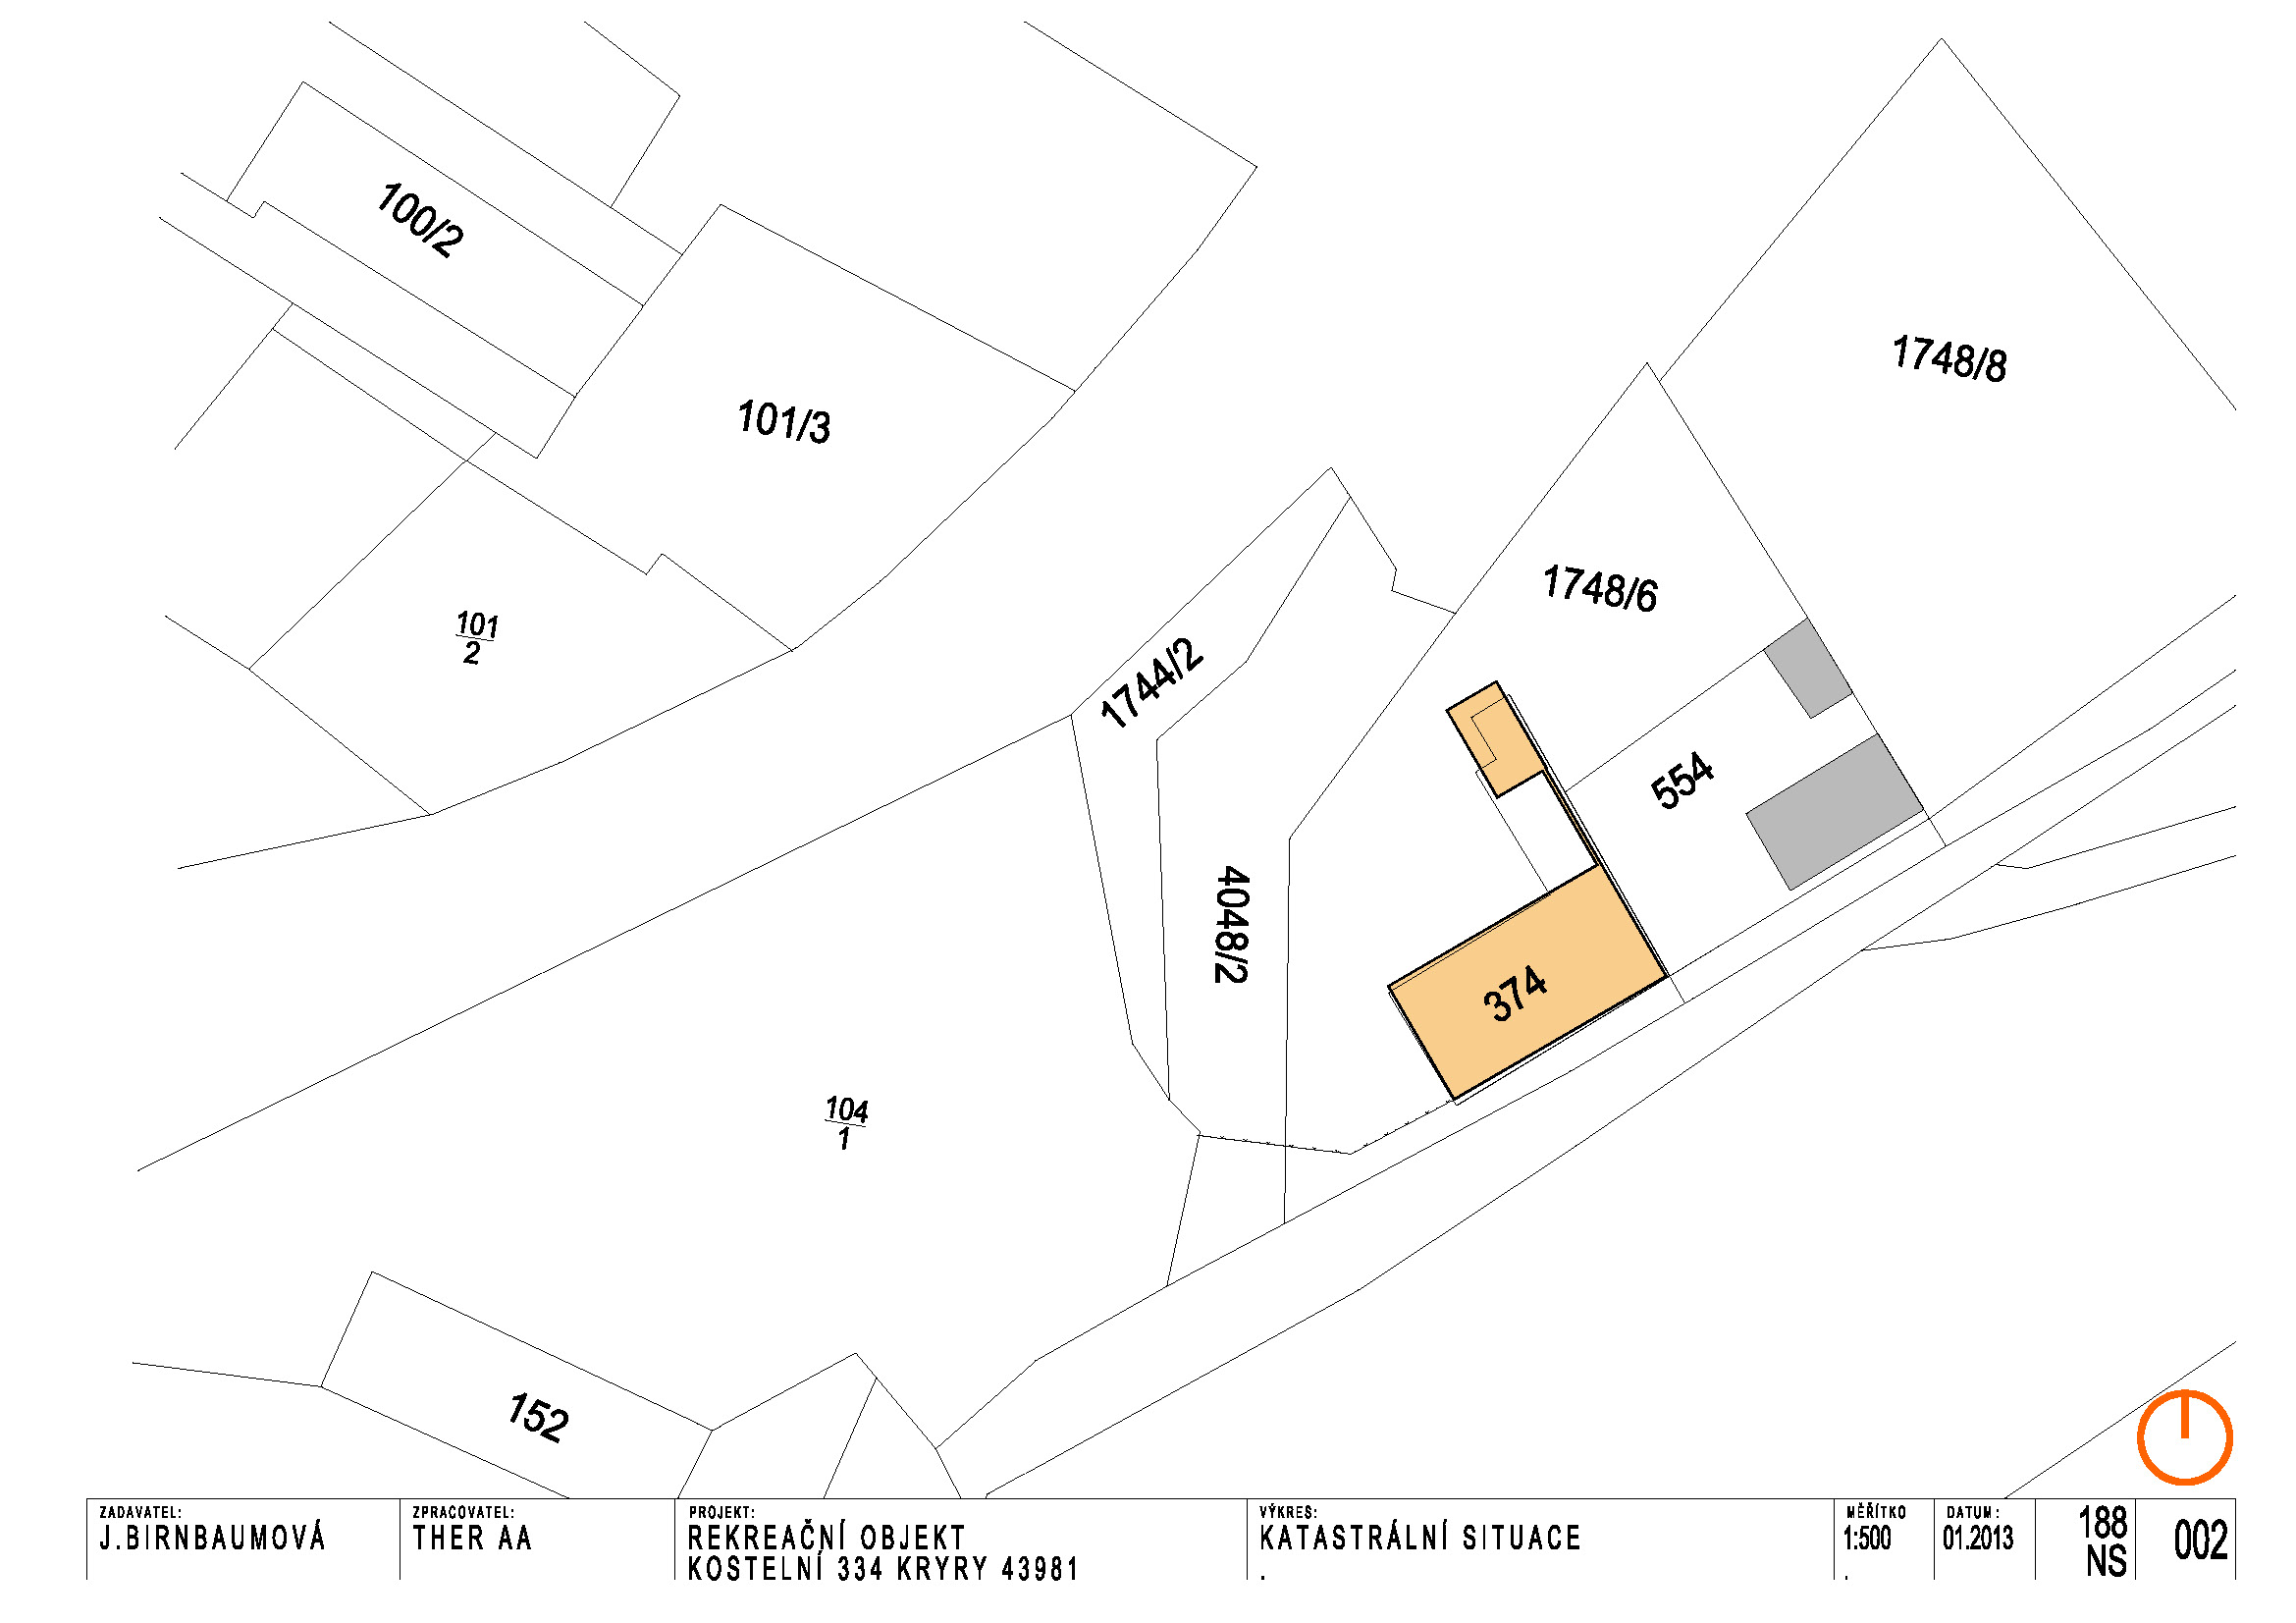 100/2
101/3
1748/8
1748/6
101
2
1744/2
554
4048/2
374
104
1
152
ZADAVATEL:
J.BIRNBAUMOVÁ
ZPRACOVATEL:
THER AA
PROJEKT:
REKREAČNÍ OBJEKT
KOSTELNÍ 334 KRYRY 43981
VÝKRES:
KATASTRÁLNÍ SITUACE
.
MĚŘÍTKO
1:500
.
DATUM:
01.2013
188
NS
002